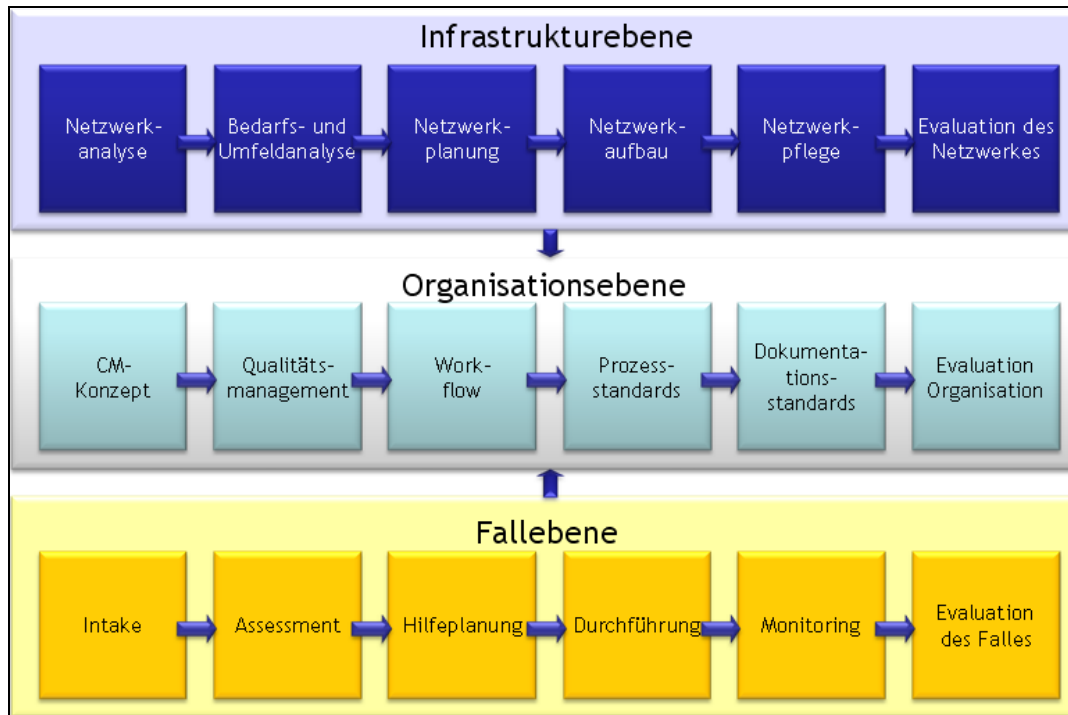 Infrastrukturebene
Netzwerk-
analyse
Bedarfs- und
Umfeldanalyse
Netzwerk-
planung
Netzwerk-
aufbau
Netzwerk-
pflege
Evaluation des
Netzwerkes
Organisationsebene
CM-
Konzept
Qualitäts-
management
Work-
flow
Prozess-
standards
Dokumenta-
tions-
standards
Evaluation
Organisation
Fallebene
Intake
Assessment
Hilfeplanung
Durchführung
Monitoring
Evaluation
des Falles